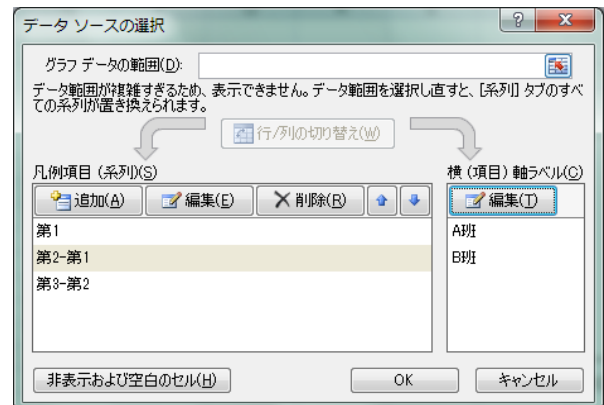 データ ソースの選択
グラフ データの範囲(D):
データ範囲が複雑すぎるため、表示できません。データ範囲を選択し直すと、[系列] タブのすべ
ての系列が置き換えられます。
行/列の切り替え(W)
凡例項目 (系列)(S)
横 (項目) 軸ラベル(C)
追加(A) 編集(E) 削除(R)
編集(T)
第1
A班
第2-第1
B班
第3-第2
非表示および空白のセル(H)
OK
キャンセル